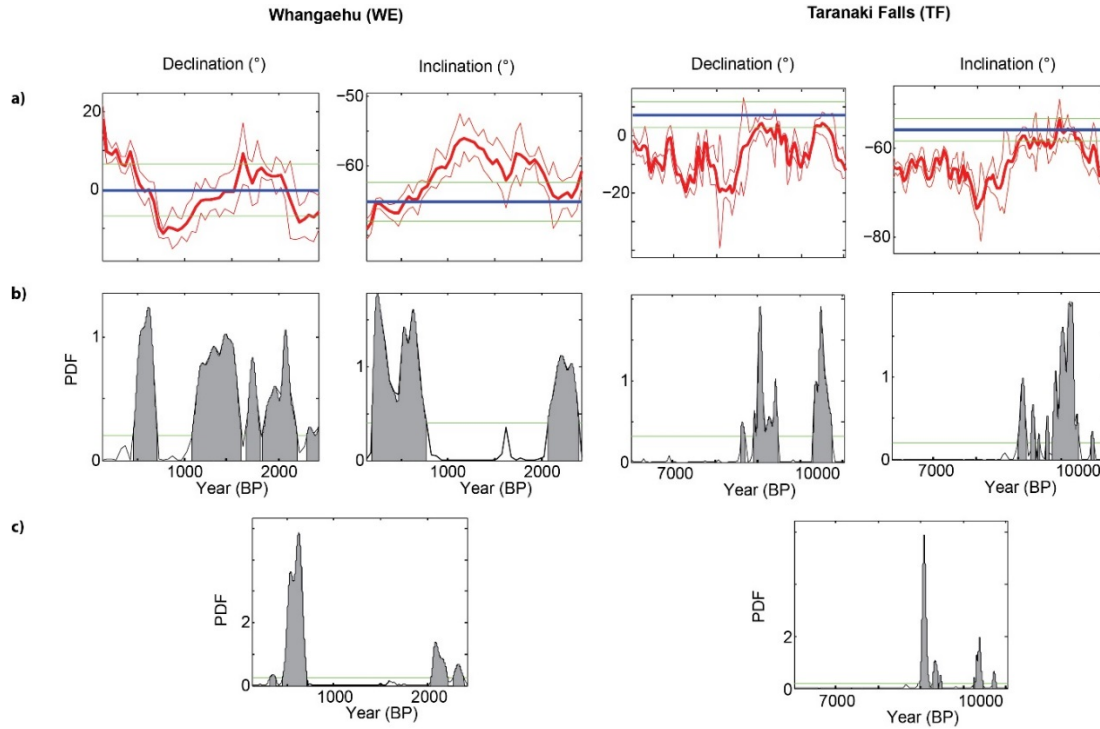 Whangaehu (WE)
Taranaki Falls (TF)
Declination (°)
Inclination (°)
Declination (°)
Inclination (°)
a)
20
0
−50
−60
0
−20
−60
−80
b)
PDF
1
0
1000
2000
Year (BP)
1
0
1000
2000
Year (BP)
1
0
7000
10000
Year (BP)
1
0
7000
10000
Year (BP)
c)
PDF
2
0
1000
2000
Year (BP)
PDF
2
0
7000
10000
Year (BP)